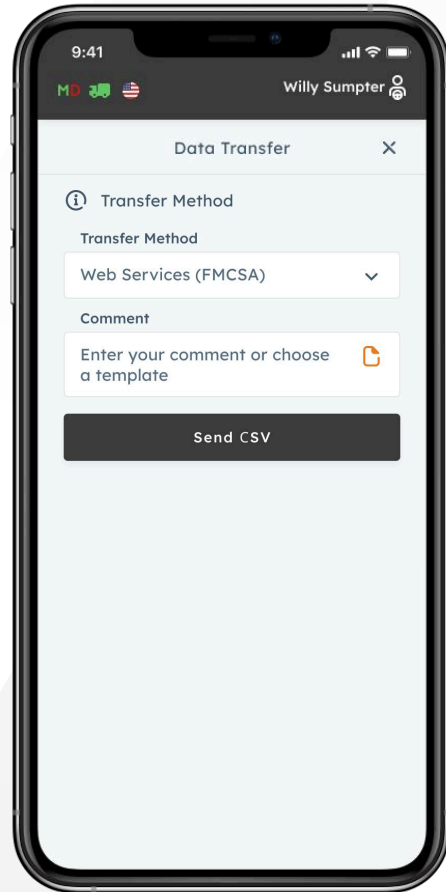 9:41
MD
Willy Sumpter
Data Transfer
Transfer Method
Transfer Method
Web Services (FMCSA)
Comment
Enter your comment or choose
a template
Send CSV